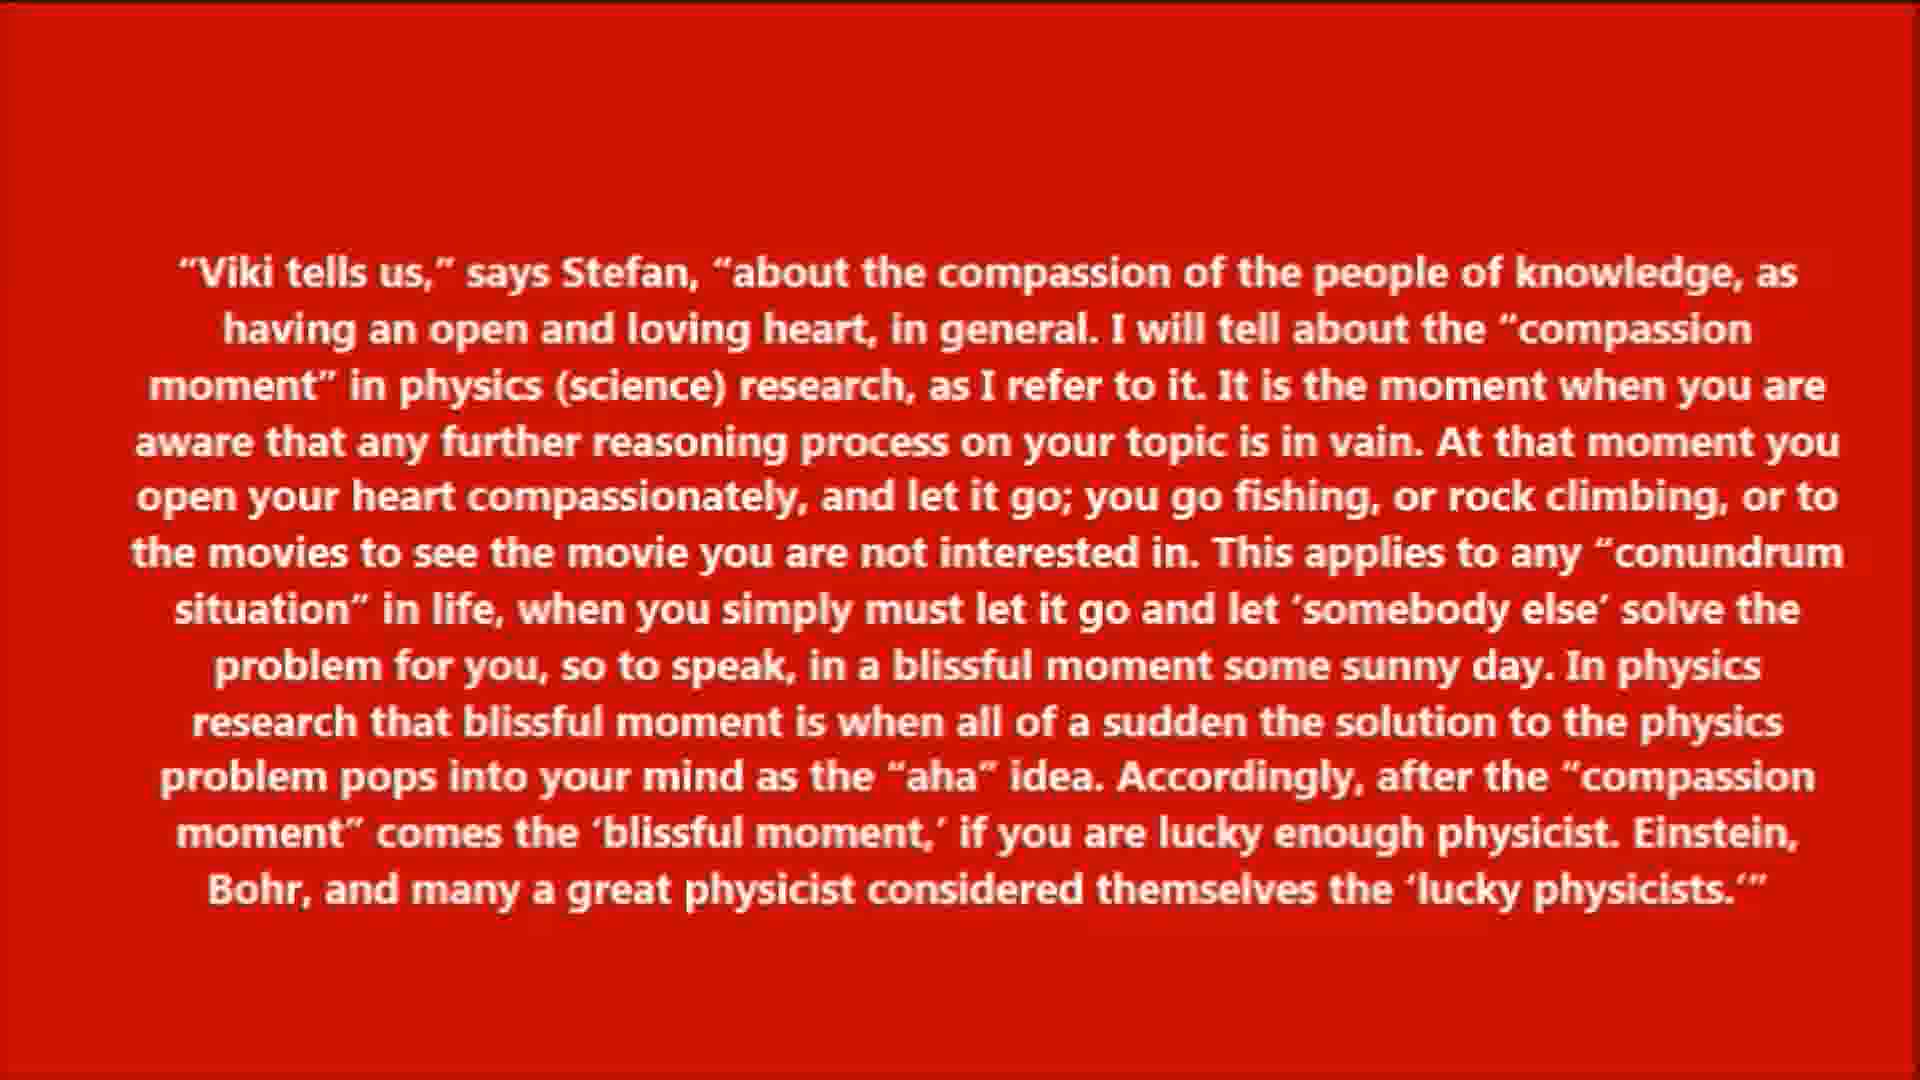 “Viki tells us,” says Stefan, “about the compassion of the people of knowledge, as
having an open and loving heart, in general. I will tell about the “compassion
moment” in physics (science) research, as I refer to it. It is the moment when you are
aware that any further reasoning process on your topic is in vain. At that moment you
open your heart compassionately, and let it go; you go fishing, or rock climbing, or to
the movies to see the movie you are not interested in. This applies to any “conundrum
situation” in life, when you simply must let it go and let ‘somebody else’ solve the
problem for you, so to speak, in a blissful moment some sunny day. In physics
research that blissful moment is when all of a sudden the solution to the physics
problem pops into your mind as the “aha” idea. Accordingly, after the “compassion
moment” comes the ‘blissful moment,’ if you are lucky enough physicist. Einstein,
Bohr, and many a great physicist considered themselves the ‘lucky physicists.‘”